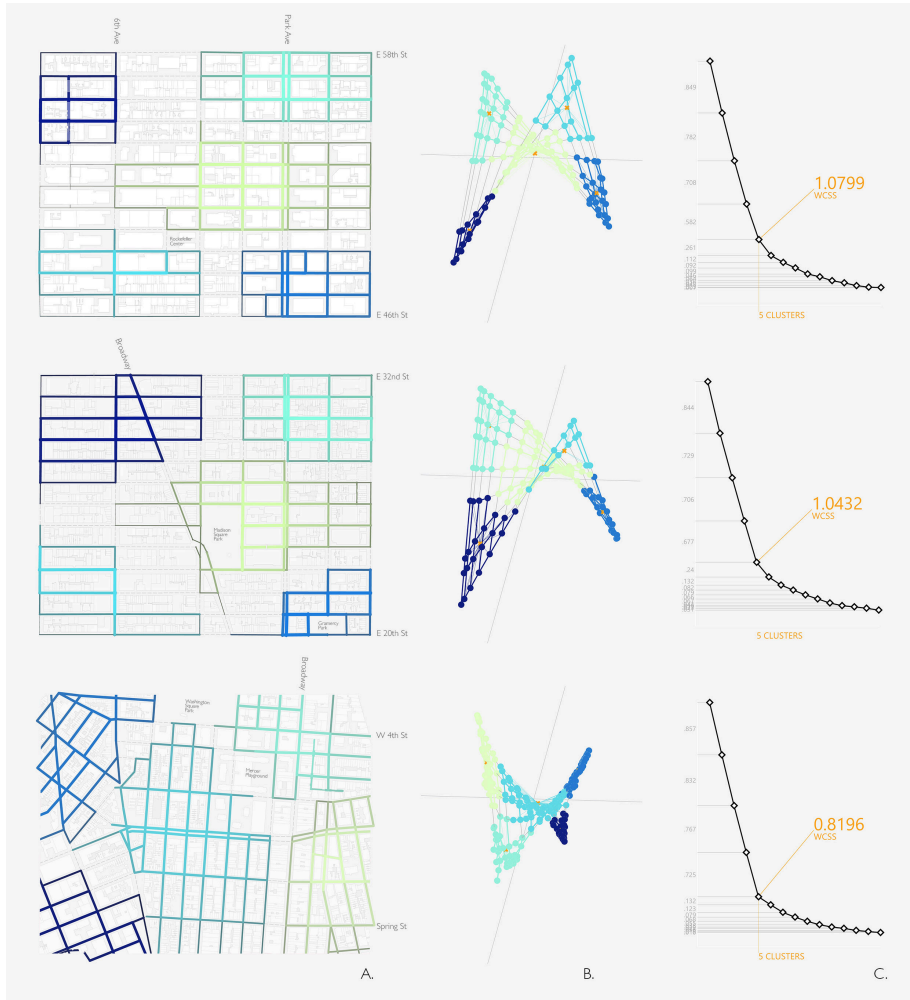 6th Ave
Park Ave
E 58th St
Rockefeller
Center
E 46th St
.849
.782
.708
.582
.261
.112
1.0799
WCSS
5 CLUSTERS
Broadway
E 32nd St
Madison
Square
Park
Gramercy
Park
E 20th St
.844
.729
.706
.677
.24
.132
1.0432
WCSS
5 CLUSTERS
Broadway
Washington
Square
Park
W 4th St
Mercer
Playground
Spring St
.857
.832
.767
.725
.132
.123
0.8196
WCSS
5 CLUSTERS
A.
B.
C.